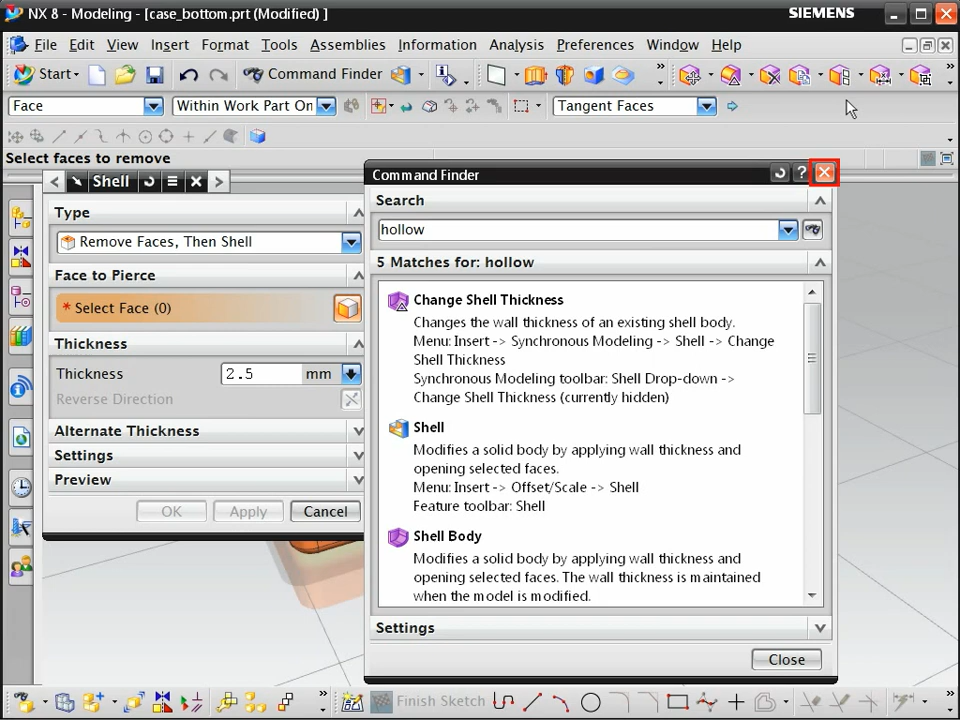 NX 8 - Modeling - [case_bottom.prt (Modified) ]
SIEMENS
File Edit View Insert Format Tools Assemblies Information Analysis Preferences Window Help
Start
Command Finder
Face
Within Work Part On
Tangent Faces
Select faces to remove
Shell
Type
Remove Faces, Then Shell
Face to Pierce
* Select Face (0)
Thickness
Thickness
2.5 mm
Reverse Direction
Alternate Thickness
Settings
Preview
OK Apply Cancel
Command Finder
Search
hollow
5 Matches for: hollow
Change Shell Thickness
Changes the wall thickness of an existing shell body.
Menu: Insert -> Synchronous Modeling -> Shell -> Change
Shell Thickness
Synchronous Modeling toolbar: Shell Drop-down ->
Change Shell Thickness (currently hidden)
Shell
Modifies a solid body by applying wall thickness and
opening selected faces.
Menu: Insert -> Offset/Scale -> Shell
Feature toolbar: Shell
Shell Body
Modifies a solid body by applying wall thickness and
opening selected faces. The wall thickness is maintained
when the model is modified.
Settings
Close
Finish Sketch